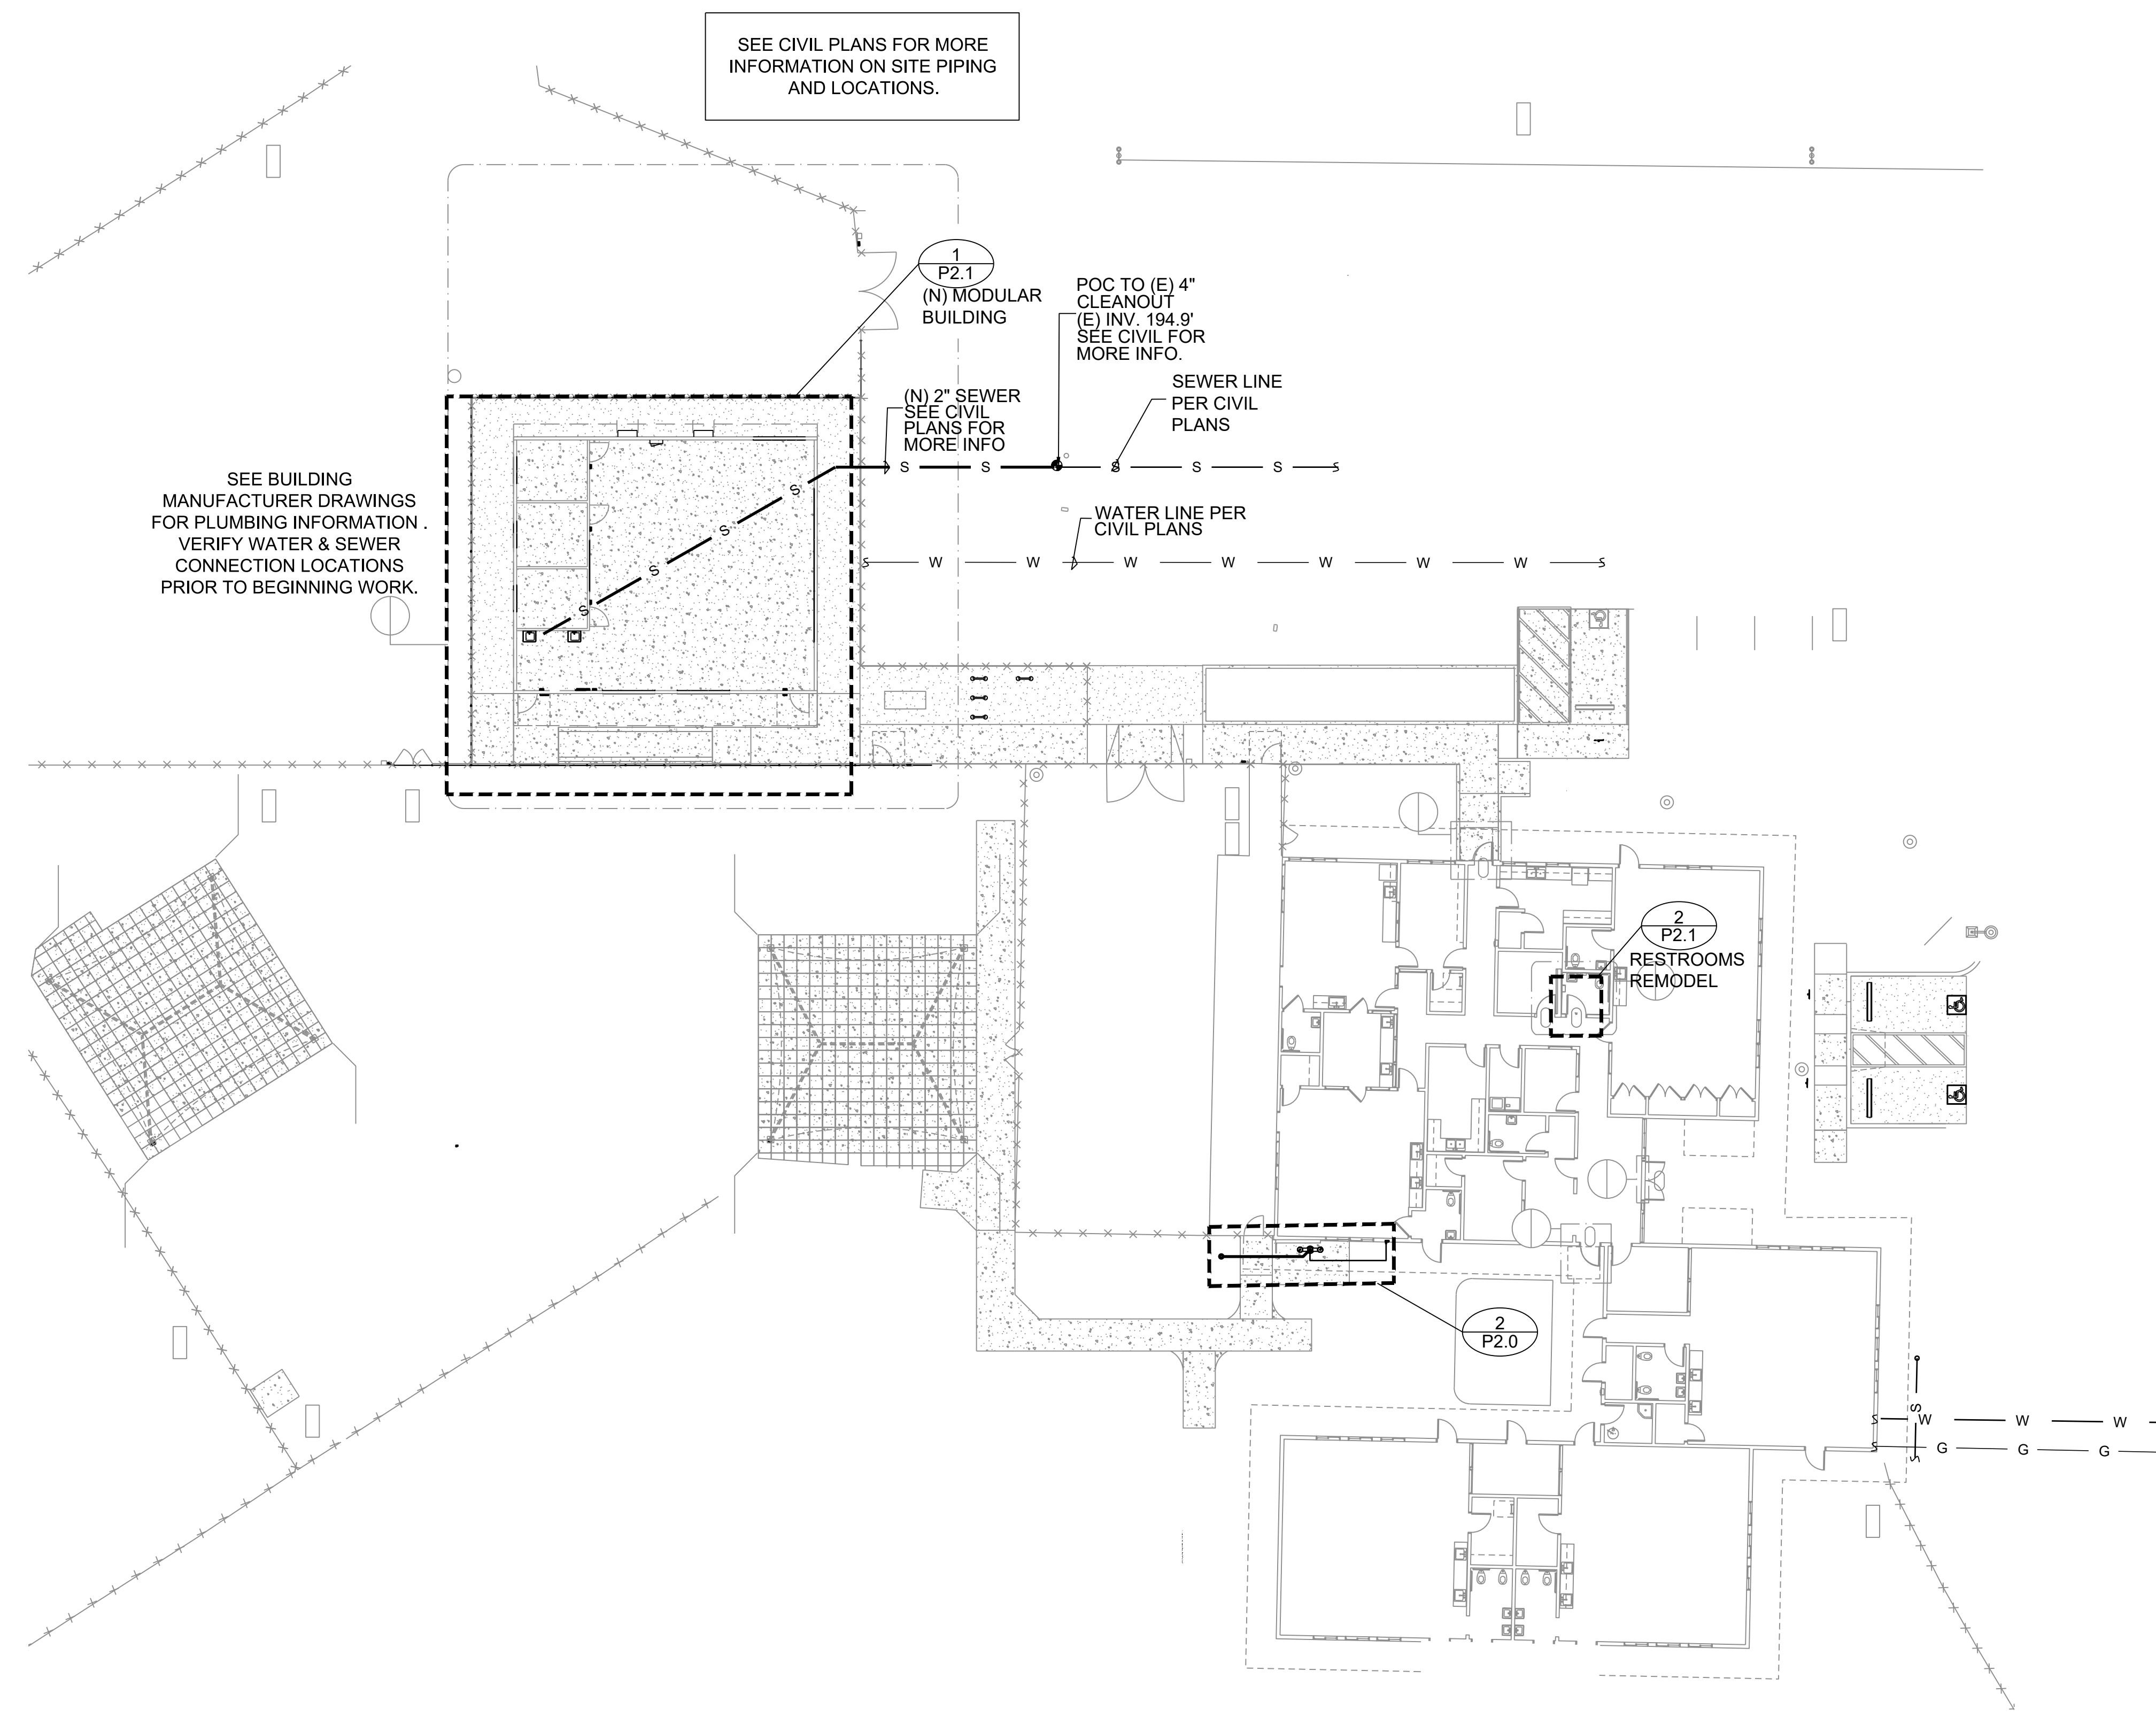 SEE CIVIL PLANS FOR MORE
INFORMATION ON SITE PIPING
AND LOCATIONS.
1
P2.1
(N) MODULAR
BUILDING
POC TO (E) 4"
CLEANOUT
(E) INV. 194.9'
SEE CIVIL FOR
MORE INFO.
SEWER LINE
PER CIVIL
PLANS
(N) 2" SEWER
SEE CIVIL
PLANS FOR
MORE INFO
S S S S S S
SEE BUILDING
MANUFACTURER DRAWINGS
FOR PLUMBING INFORMATION .
VERIFY WATER & SEWER
CONNECTION LOCATIONS
PRIOR TO BEGINNING WORK.
S
S
S
S
WATER LINE PER
CIVIL PLANS
W W W W W W W
2
P2.1
RESTROOMS
REMODEL
2
P2.0
S
W W W
G G G